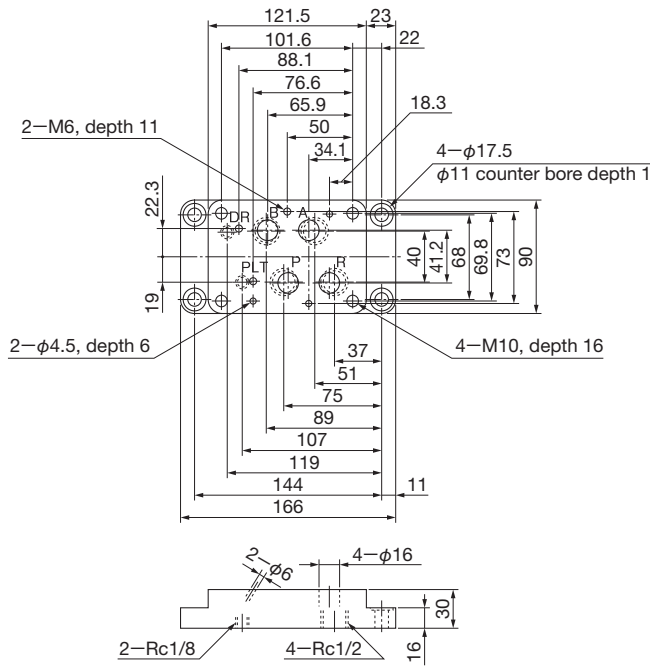 121.5
23
101.6
22
88.1
76.6
18.3
65.9
2−M6, depth 11
50
34.1
4−φ17.5
φ11 counter bore depth 1
22.3
DR
B
A
PLT
P
R
19
40
41.2
68
69.8
73
90
2−φ4.5, depth 6
37
4−M10, depth 16
51
75
89
107
119
144
11
166
2−φ6
4−φ16
30
2−Rc1/8
4−Rc1/2
16